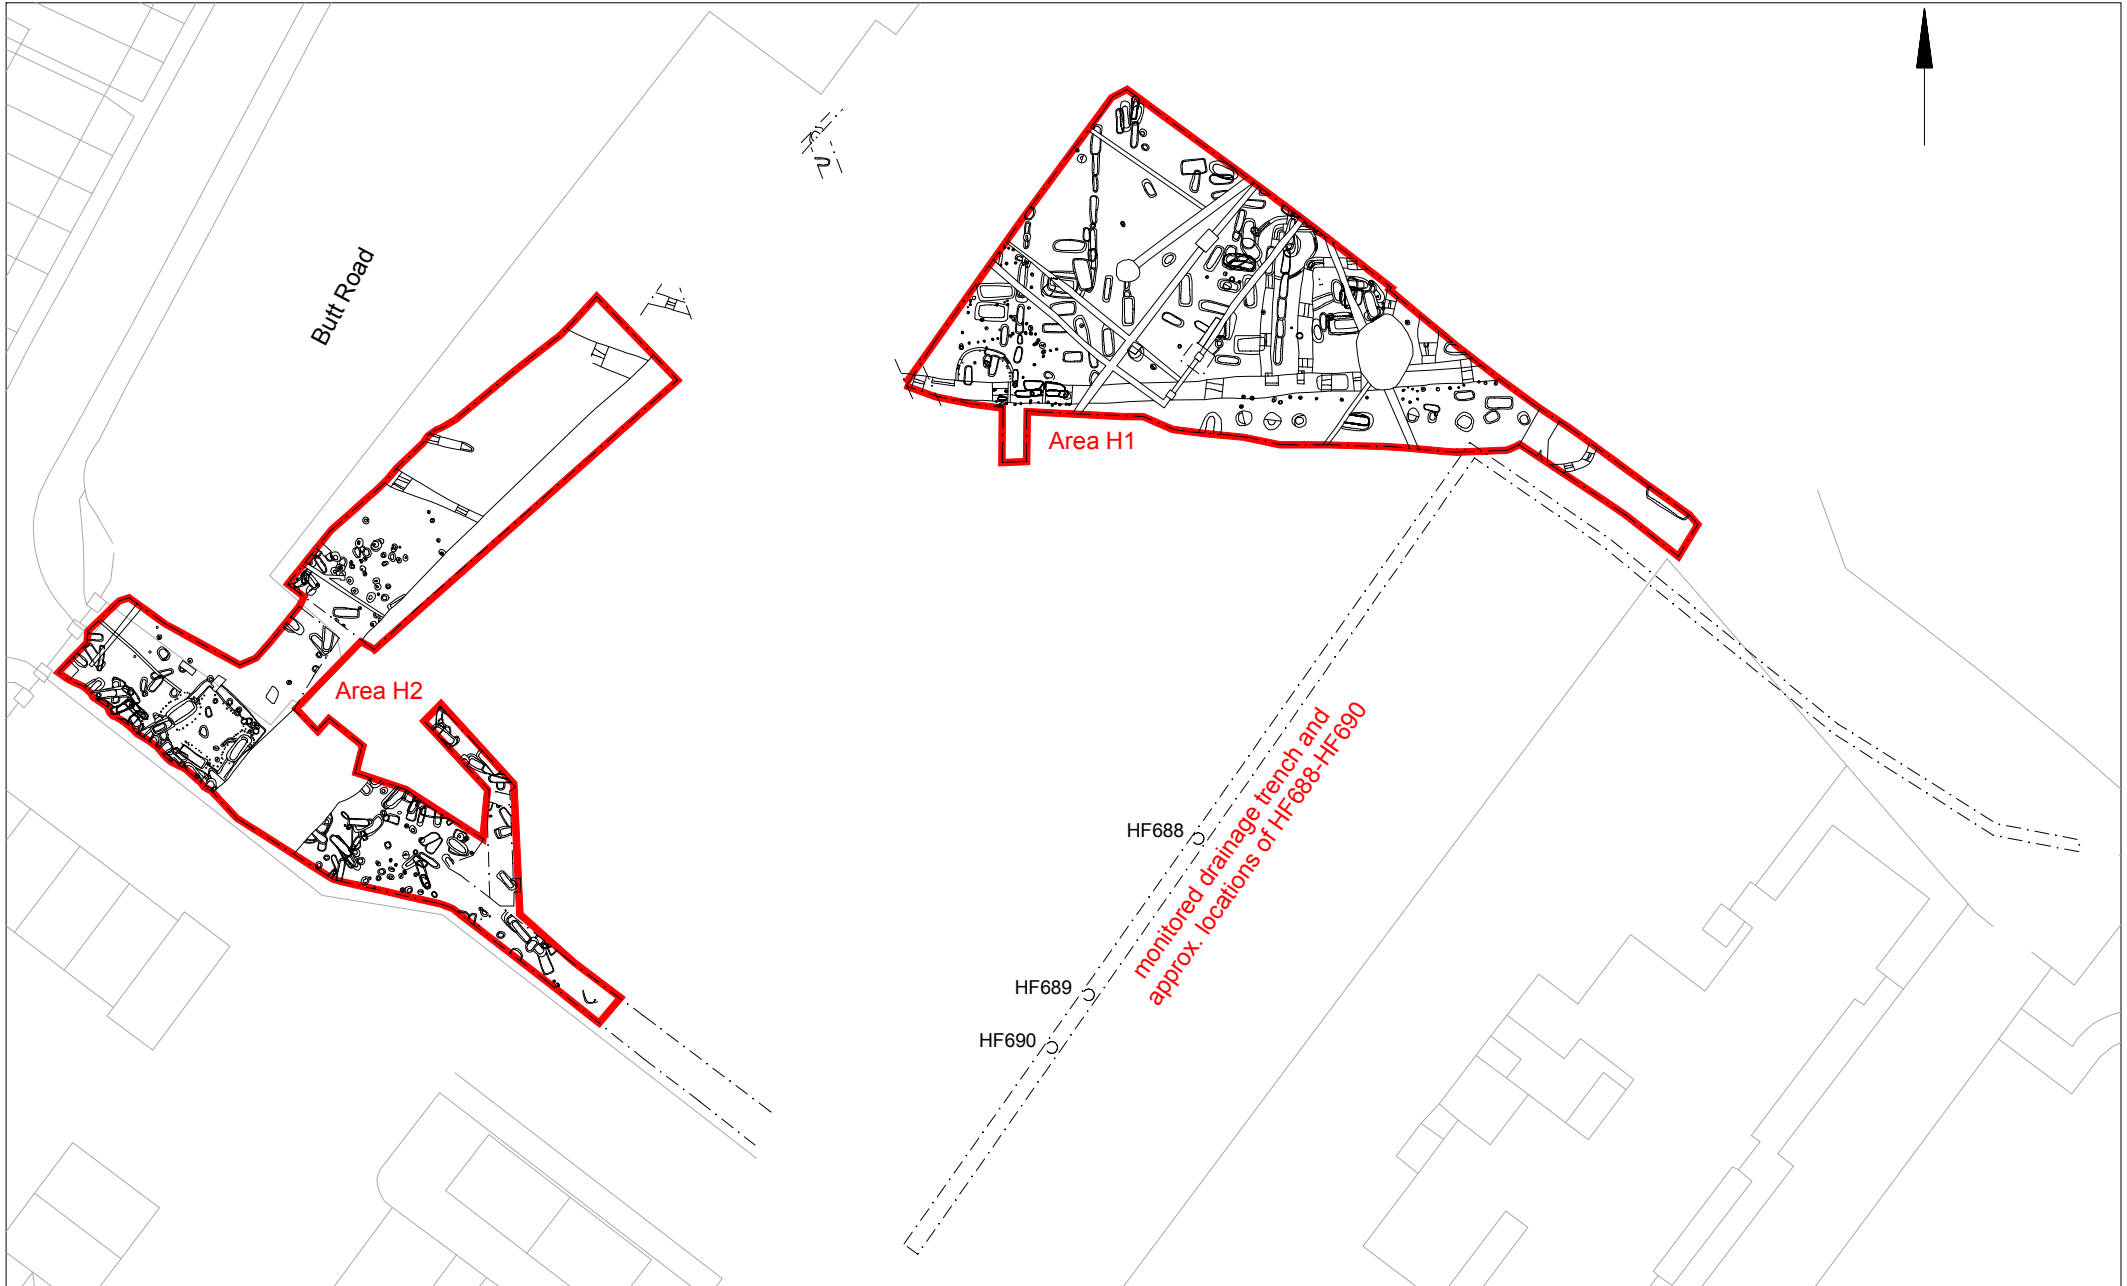 Butt Road
Area H1
Area H2
monitored drainage trench and
approx. locations of HF688-HF690
HF688
HF689
HF690